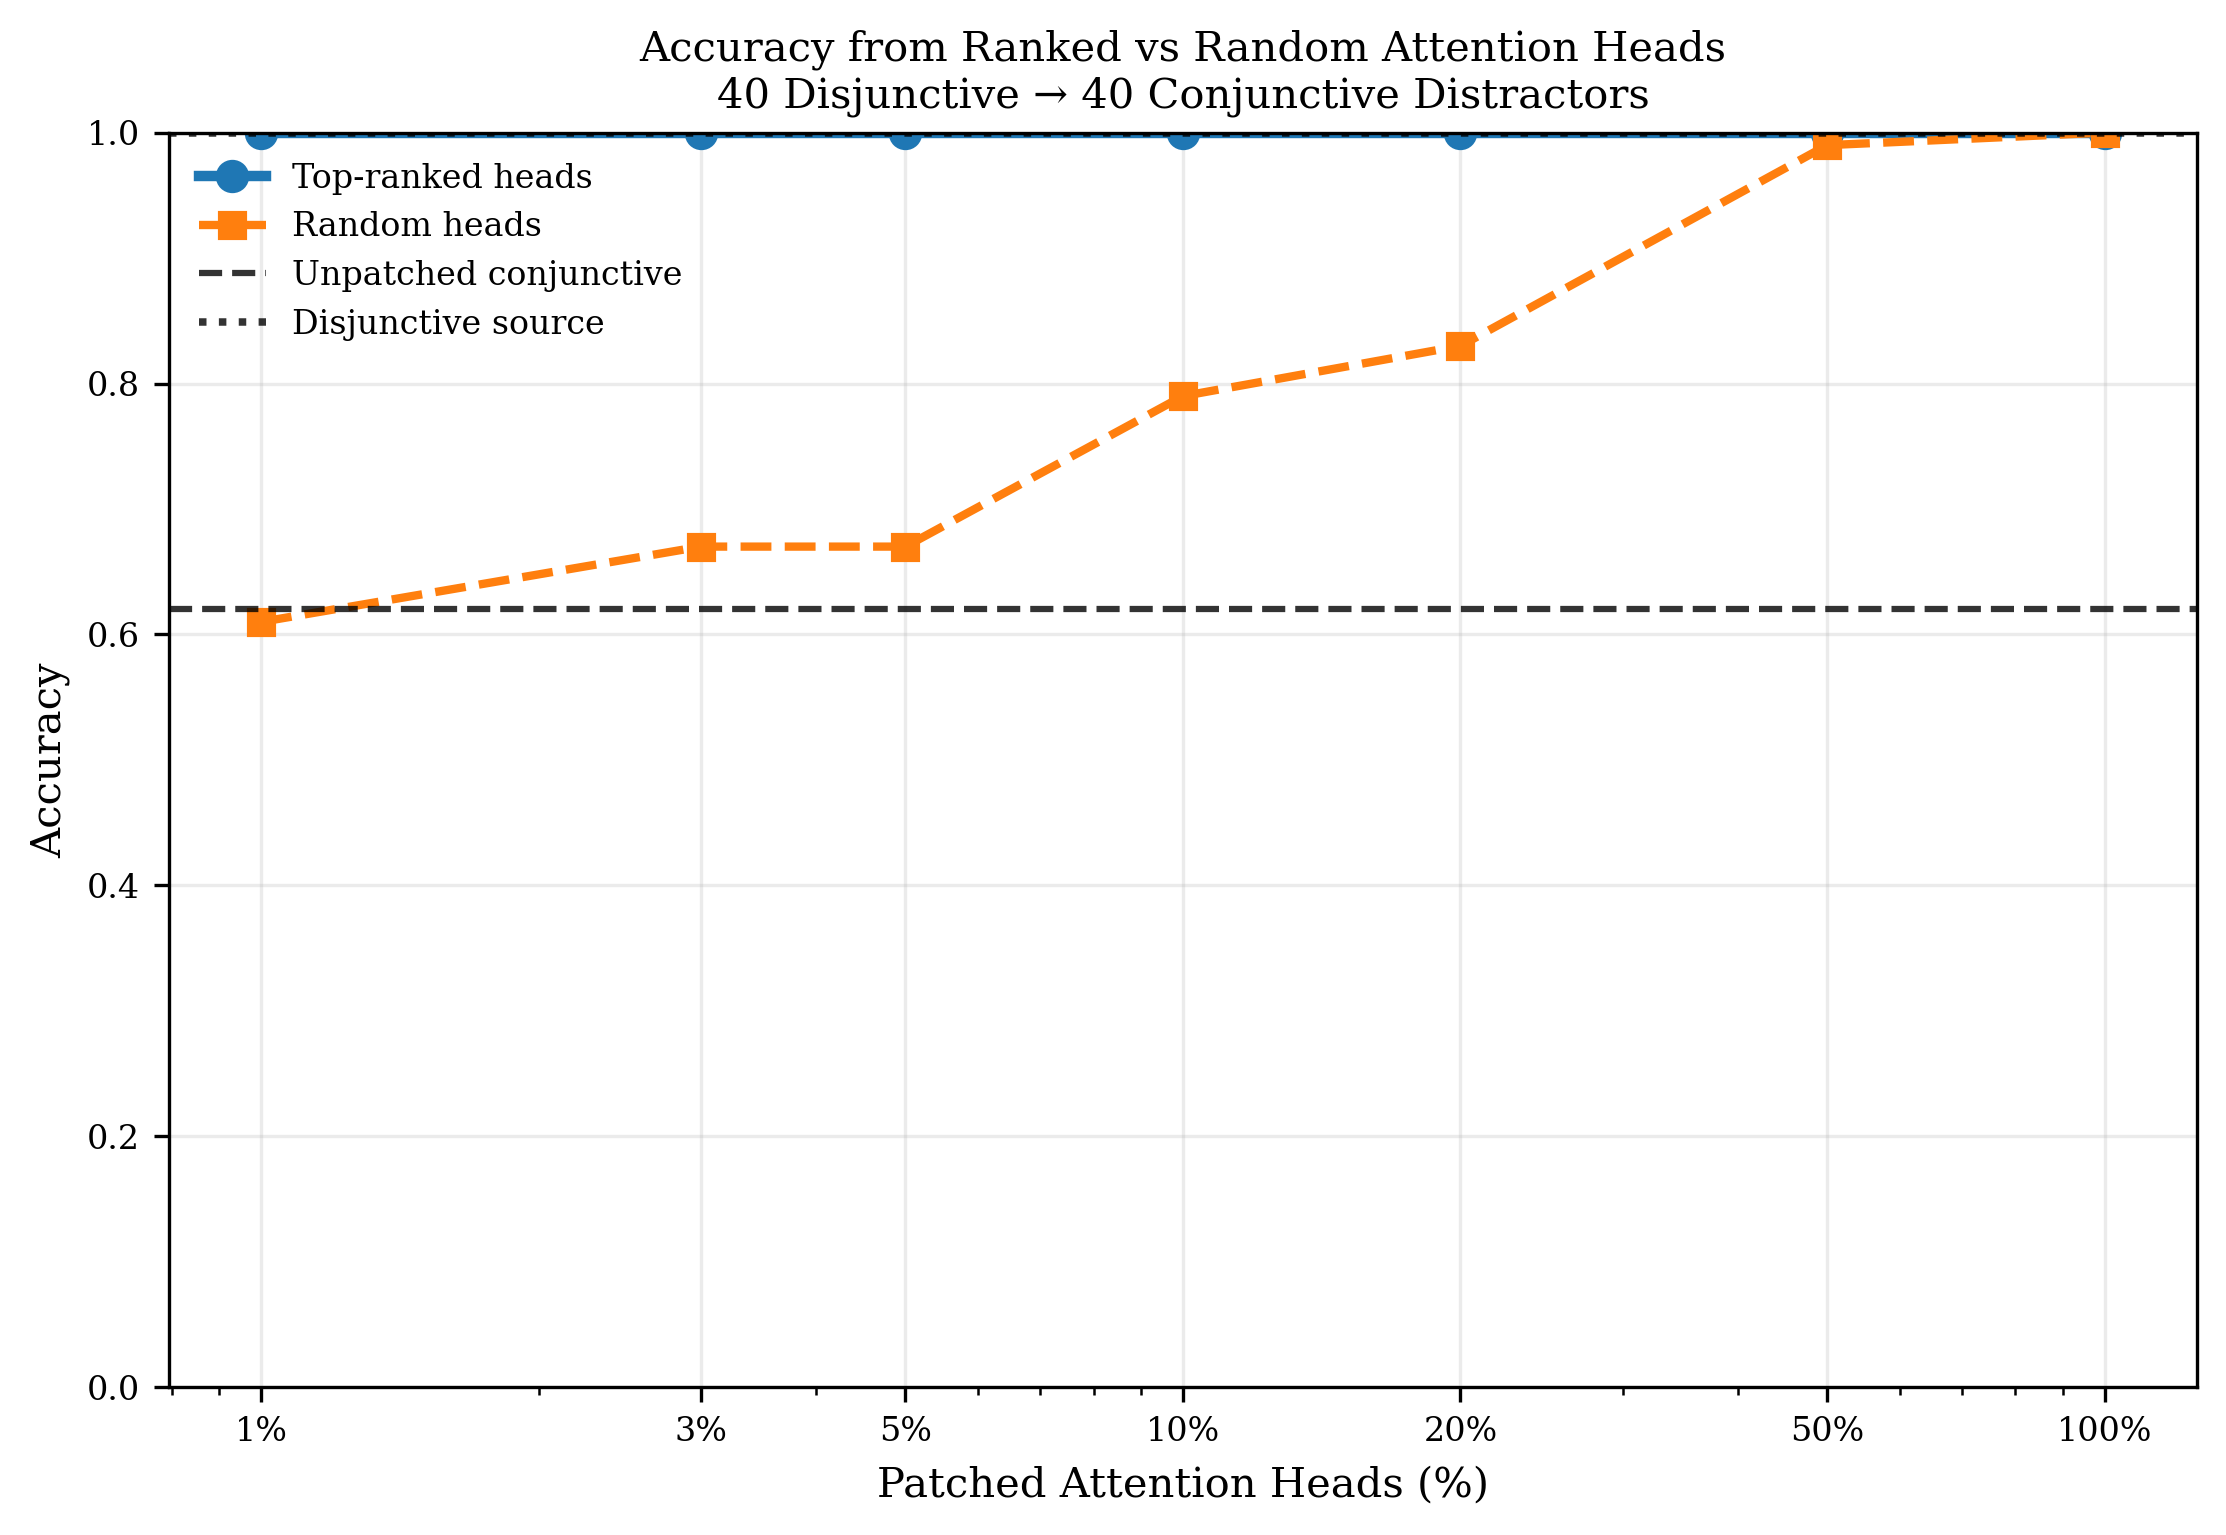 Accuracy from Ranked vs Random Attention Heads
40 Disjunctive → 40 Conjunctive Distractors
Top-ranked heads
Random heads
Unpatched conjunctive
Disjunctive source
1.0
0.8
0.6
0.4
0.2
0.0
Accuracy
1% 3% 5% 10% 20% 50% 100%
Patched Attention Heads (%)